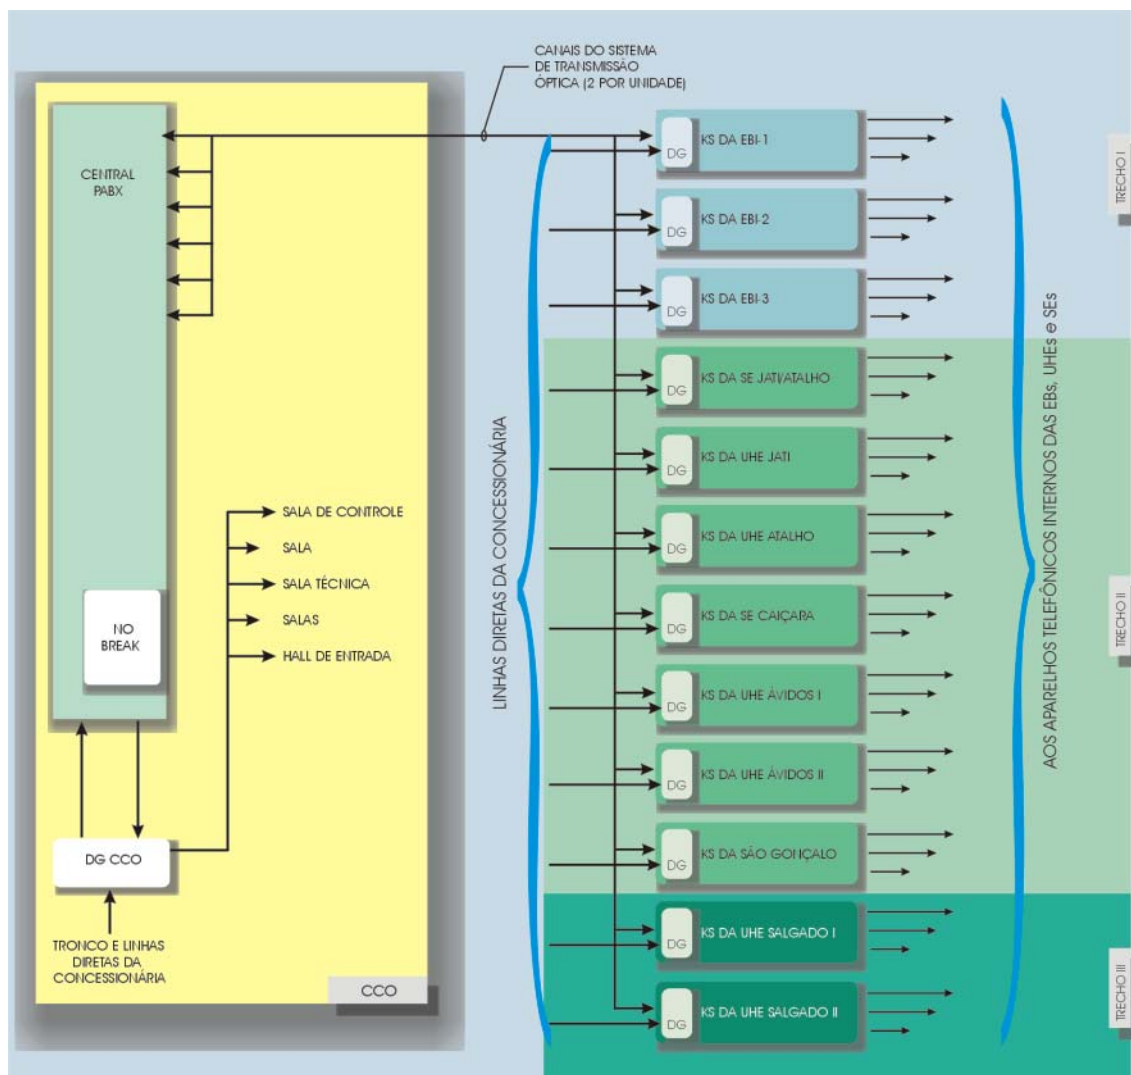 CANAIS DO SISTEMA
DE TRANSMISSÃO
ÓPTICA (2 POR UNIDADE)
CENTRAL
PABX
NO
BREAK
DG CCO
TRONCO E LINHAS
DIRETAS DA
CONCESSIONÁRIA
SALA DE CONTROLE
SALA
SALA TÉCNICA
SALAS
HALL DE ENTRADA
CCO
LINHAS DIRETAS DA CONCESSIONÁRIA
DG
KS DA EBI-1
DG
KS DA EBI-2
DG
KS DA EBI-3
DG
KS DA SE JATI/ATALHO
DG
KS DA UHE JATI
DG
KS DA UHE ATALHO
DG
KS DA SE CAIÇARA
DG
KS DA UHE ÁVIDOS I
DG
KS DA UHE ÁVIDOS II
DG
KS DA SÃO GONÇALO
DG
KS DA UHE SALGADO I
DG
KS DA UHE SALGADO II
AOS APARELHOS TELEFÔNICOS INTERNOS DAS EBs, UHEs e SEs
TRECHO I
TRECHO II
TRECHO III